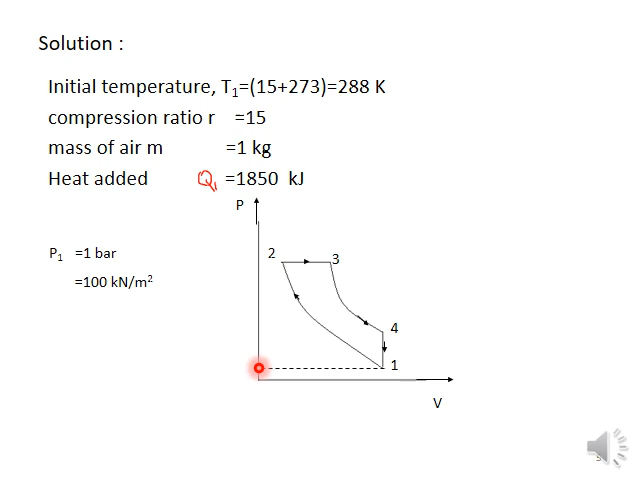 Solution :
Initial temperature, T₁=(15+273)=288 K
compression ratio r =15
mass of air m =1 kg
Heat added Q₁ =1850 kJ
P
P₁ =1 bar
=100 kN/m²
2
3
4
1
V